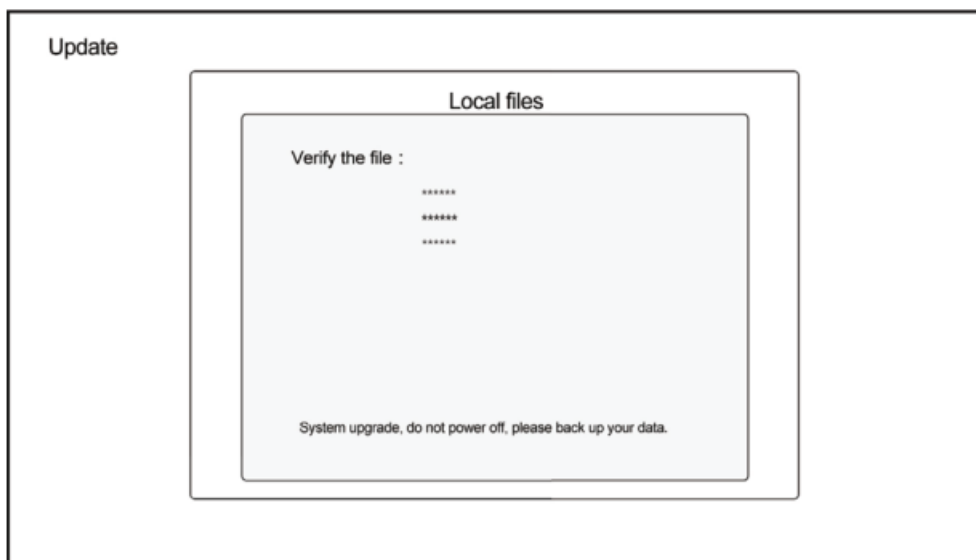 Update
Local files
Verify the file :
******
******
******
System upgrade, do not power off, please back up your data.